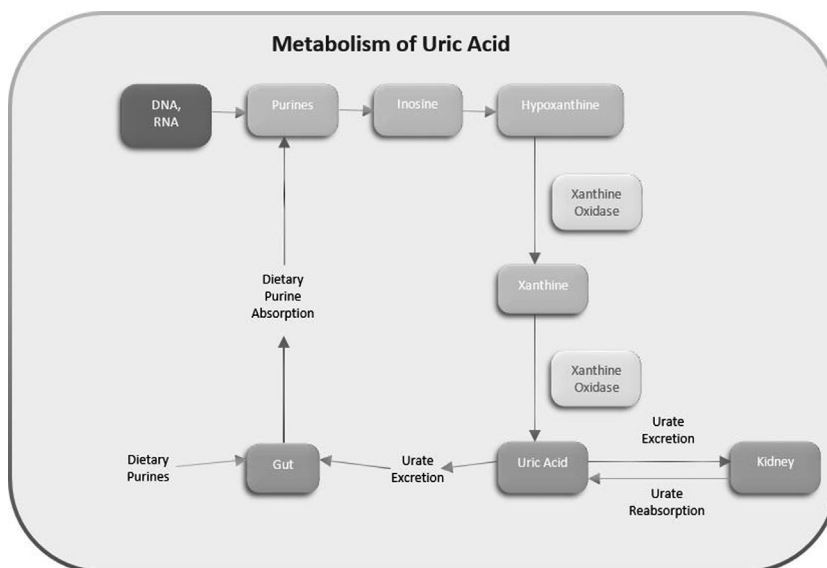 Metabolism of Uric Acid
DNA,
RNA
Purines
Inosine
Hypoxanthine
Xanthine
Oxidase
Xanthine
Dietary
Purine
Absorption
Xanthine
Oxidase
Urate
Excretion
Dietary
Purines
Gut
Urate
Excretion
Uric Acid
Kidney
Urate
Reabsorption